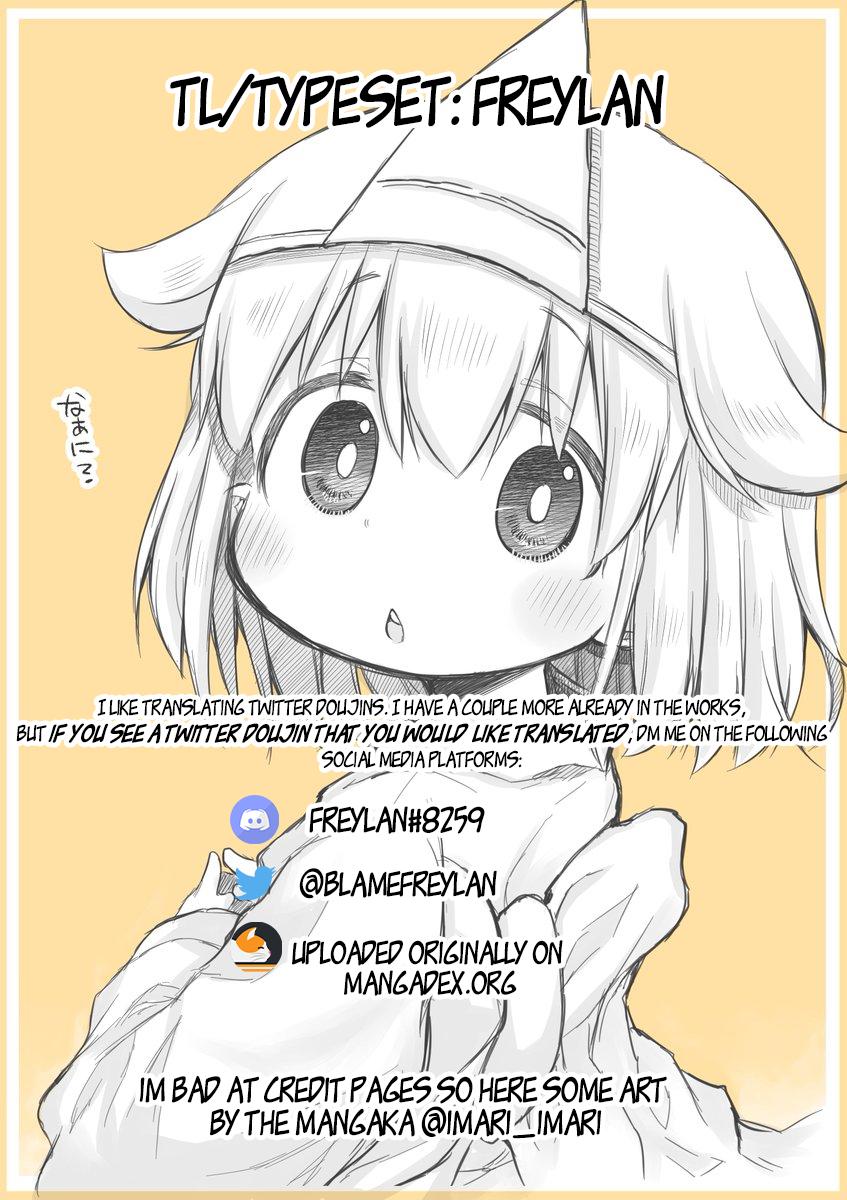 TL/TYPESET: FREYLAN
なぁに?
I LIKE TRANSLATING TWITTER DOUJINS. I HAVE A COUPLE MORE ALREADY IN THE WORKS,
BUT IF YOU SEE A TWITTER DOUJIN THAT YOU WOULD LIKE TRANSLATED, DM ME ON THE FOLLOWING
SOCIAL MEDIA PLATFORMS:
FREYLAN#8259
@BLAMEFREYLAN
UPLOADED ORIGINALLY ON
MANGADEX.ORG
IM BAD AT CREDIT PAGES SO HERE SOME ART
BY THE MANGAKA @IMARI_IMARI